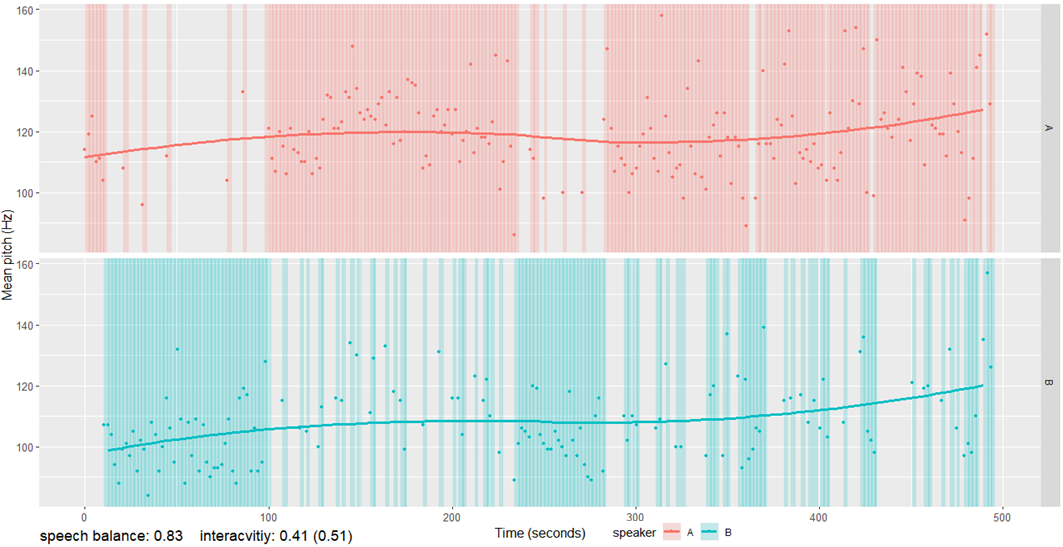 160
140
120
100
A
Mean pitch (Hz)
160
140
120
100
B
0 100 200 300 400 500
Time (seconds) speaker A B
speech balance: 0.83 interacvitiy: 0.41 (0.51)